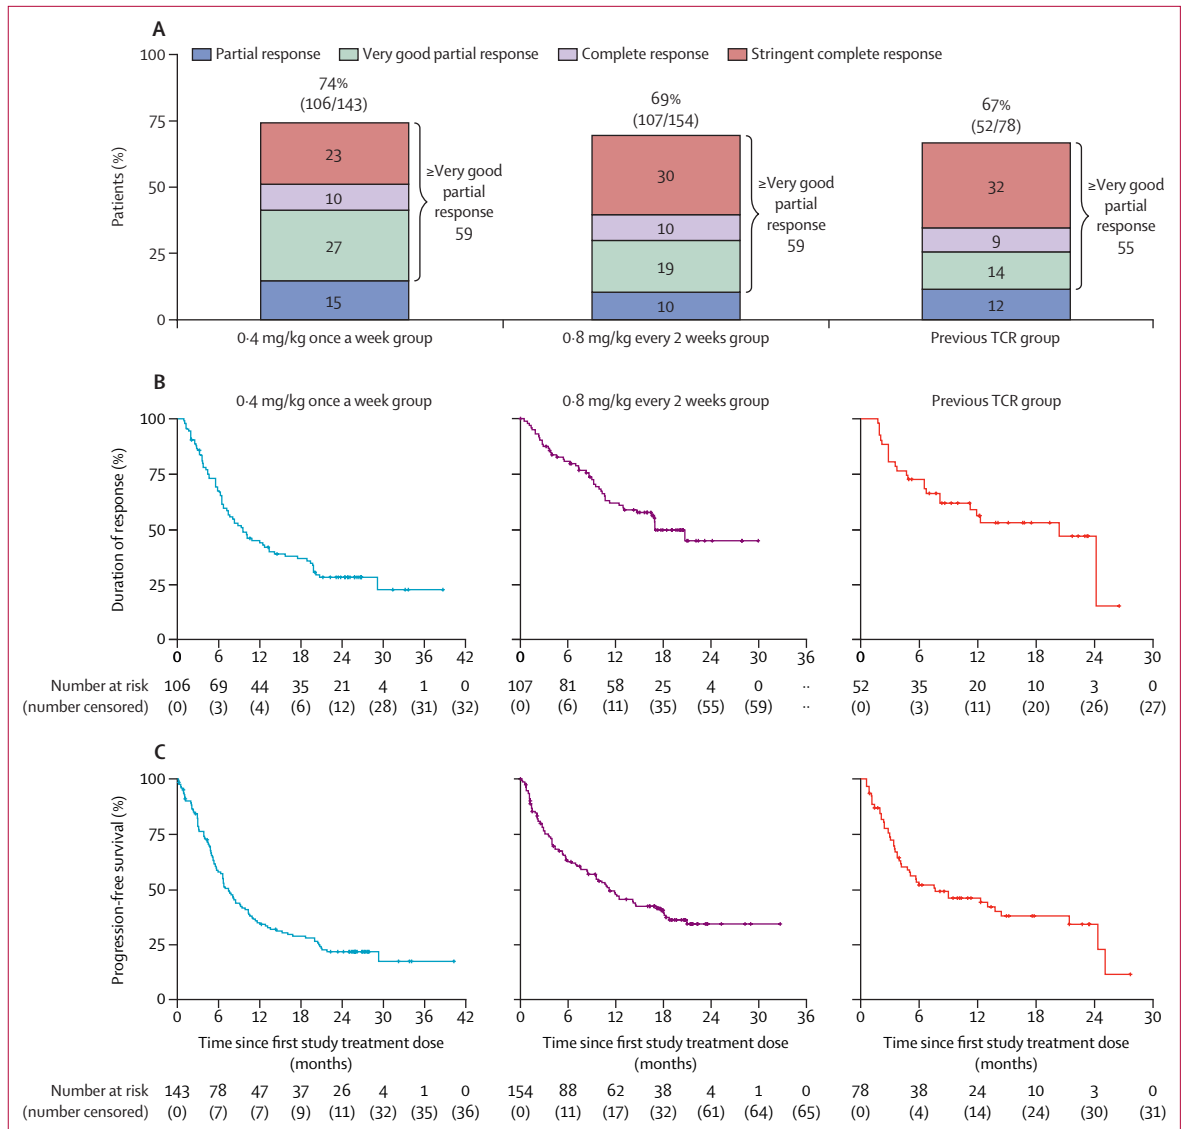 A
100
75
50
25
0
Patients (%)
Partial response Very good partial response Complete response Stringent complete response
74%
(106/143)
23
10
27
15
≥Very good
partial
response
59
69%
(107/154)
30
10
19
10
≥Very good
partial
response
59
67%
(52/78)
32
9
14
12
≥Very good
partial
response
55
0·4 mg/kg once a week group 0·8 mg/kg every 2 weeks group Previous TCR group
B
0·4 mg/kg once a week group 0·8 mg/kg every 2 weeks group Previous TCR group
100
75
50
25
0
Duration of response (%)
0 6 12 18 24 30 36 42 0 6 12 18 24 30 36 0 6 12 18 24 30
Number at risk 106 69 44 35 21 4 1 0 107 81 58 25 4 0 ·· 52 35 20 10 3 0
(number censored) (0) (3) (4) (6) (12) (28) (31) (32) (0) (6) (11) (35) (55) (59) ·· (0) (3) (11) (20) (26) (27)
C
100
75
50
25
0
Progression-free survival (%)
0 6 12 18 24 30 36 42 0 6 12 18 24 30 36 0 6 12 18 24 30
Time since first study treatment dose Time since first study treatment dose Time since first study treatment dose
(months) (months) (months)
Number at risk 143 78 47 37 26 4 1 0 154 88 62 38 4 1 0 78 38 24 10 3 0
(number censored) (0) (7) (7) (9) (11) (32) (35) (36) (0) (11) (17) (32) (61) (64) (65) (0) (4) (14) (24) (30) (31)